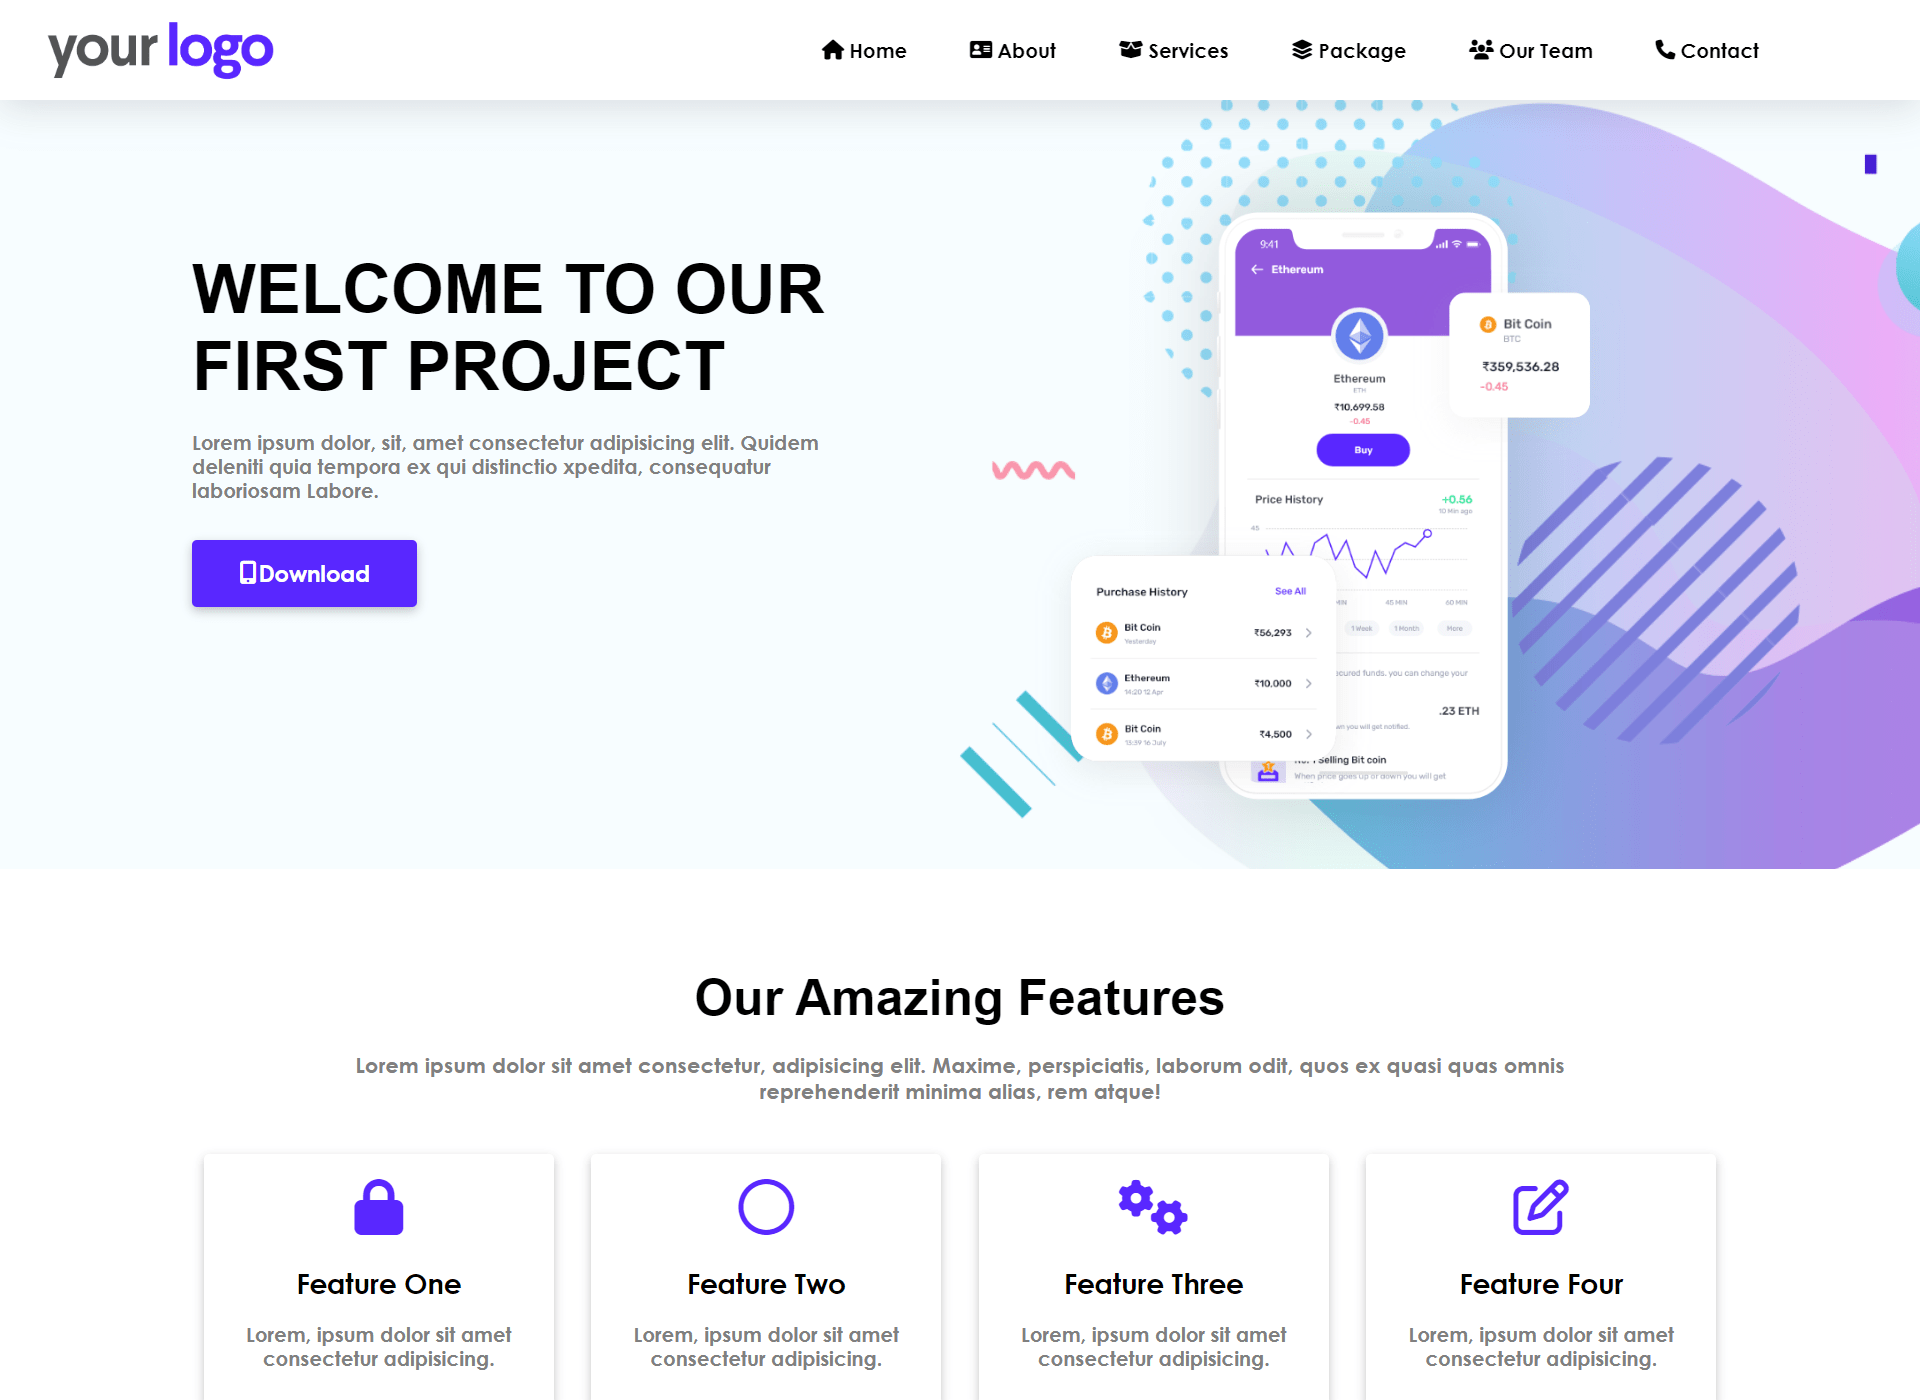 your logo
Home About Services Package Our Team Contact
WELCOME TO OUR
FIRST PROJECT
Lorem ipsum dolor, sit, amet consectetur adipisicing elit. Quidem
deleniti quia tempora ex qui distinctio xpedita, consequatur
laboriosam Labore.
Download
9:41
Ethereum
Bit Coin
BTC
₹359,536.28
-0.45
Ethereum
ETH
₹10,699.58
-0.45
Buy
Price History +0.56
10 Min ago
45
MIN 45 MIN 60 MIN
1 Week 1 Month More
ecured funds, you can change your
.23 ETH
wn you will get notified.
No. 1 Selling Bit coin
When price goes up or down you will get
Purchase History See All
Bit Coin ₹56,293
Yesterday
Ethereum ₹10,000
14:20 12 Apr
Bit Coin ₹4,500
13:39 16 July
Our Amazing Features
Lorem ipsum dolor sit amet consectetur, adipisicing elit. Maxime, perspiciatis, laborum odit, quos ex quasi quas omnis
reprehenderit minima alias, rem atque!
Feature One
Lorem, ipsum dolor sit amet
consectetur adipisicing.
Feature Two
Lorem, ipsum dolor sit amet
consectetur adipisicing.
Feature Three
Lorem, ipsum dolor sit amet
consectetur adipisicing.
Feature Four
Lorem, ipsum dolor sit amet
consectetur adipisicing.